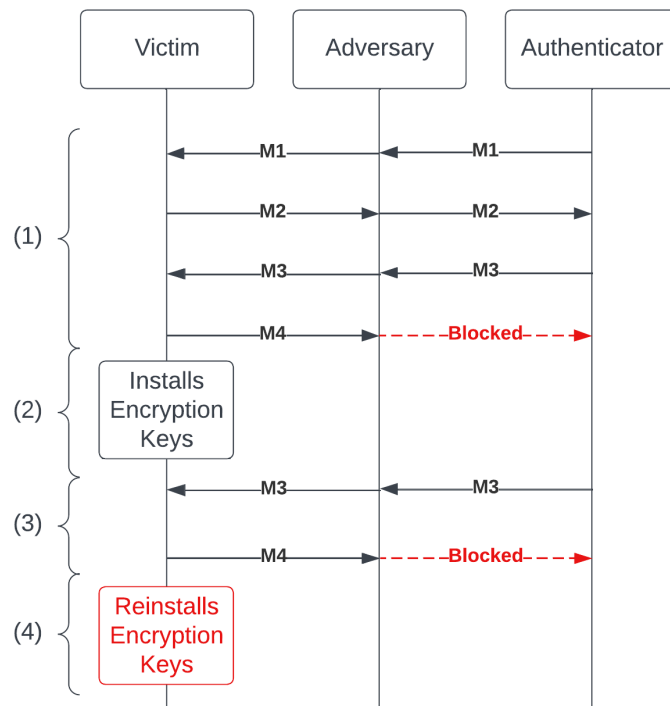 Victim
Adversary
Authenticator
M1
M1
(1)
M2
M2
M3
M3
M4
Blocked
(2)
Installs
Encryption
Keys
(3)
M3
M3
M4
Blocked
(4)
Reinstalls
Encryption
Keys